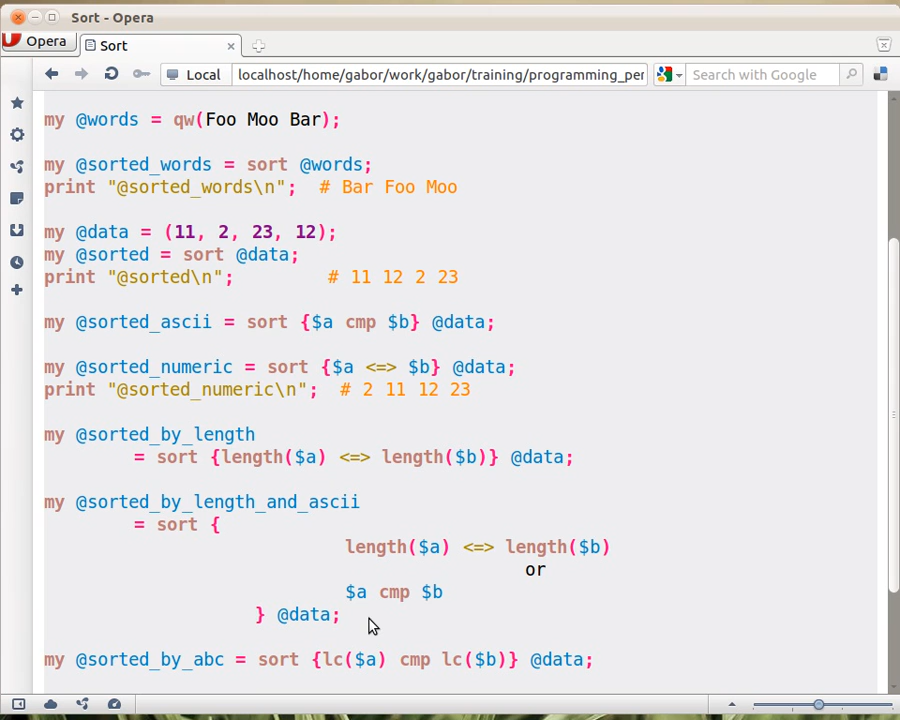 Sort - Opera
Opera
Sort
Local
localhost/home/gabor/work/gabor/training/programming_per
Search with Google
my @words = qw(Foo Moo Bar);
my @sorted_words = sort @words;
print "@sorted_words\n";  # Bar Foo Moo
my @data = (11, 2, 23, 12);
my @sorted = sort @data;
print "@sorted\n";         # 11 12 2 23
my @sorted_ascii = sort {$a cmp $b} @data;
my @sorted_numeric = sort {$a <=> $b} @data;
print "@sorted_numeric\n";  # 2 11 12 23
my @sorted_by_length
= sort {length($a) <=> length($b)} @data;
my @sorted_by_length_and_ascii
= sort {
length($a) <=> length($b)
or
$a cmp $b
} @data;
my @sorted_by_abc = sort {lc($a) cmp lc($b)} @data;